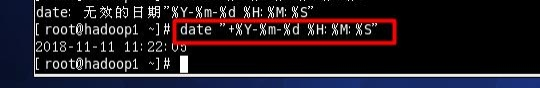 date: 无效的日期"%Y-%m-%d %H:%M:%S"
[root@hadoop1 ~]# date "+%Y-%m-%d %H:%M:%S"
2018-11-11 11:22:05
[root@hadoop1 ~]#